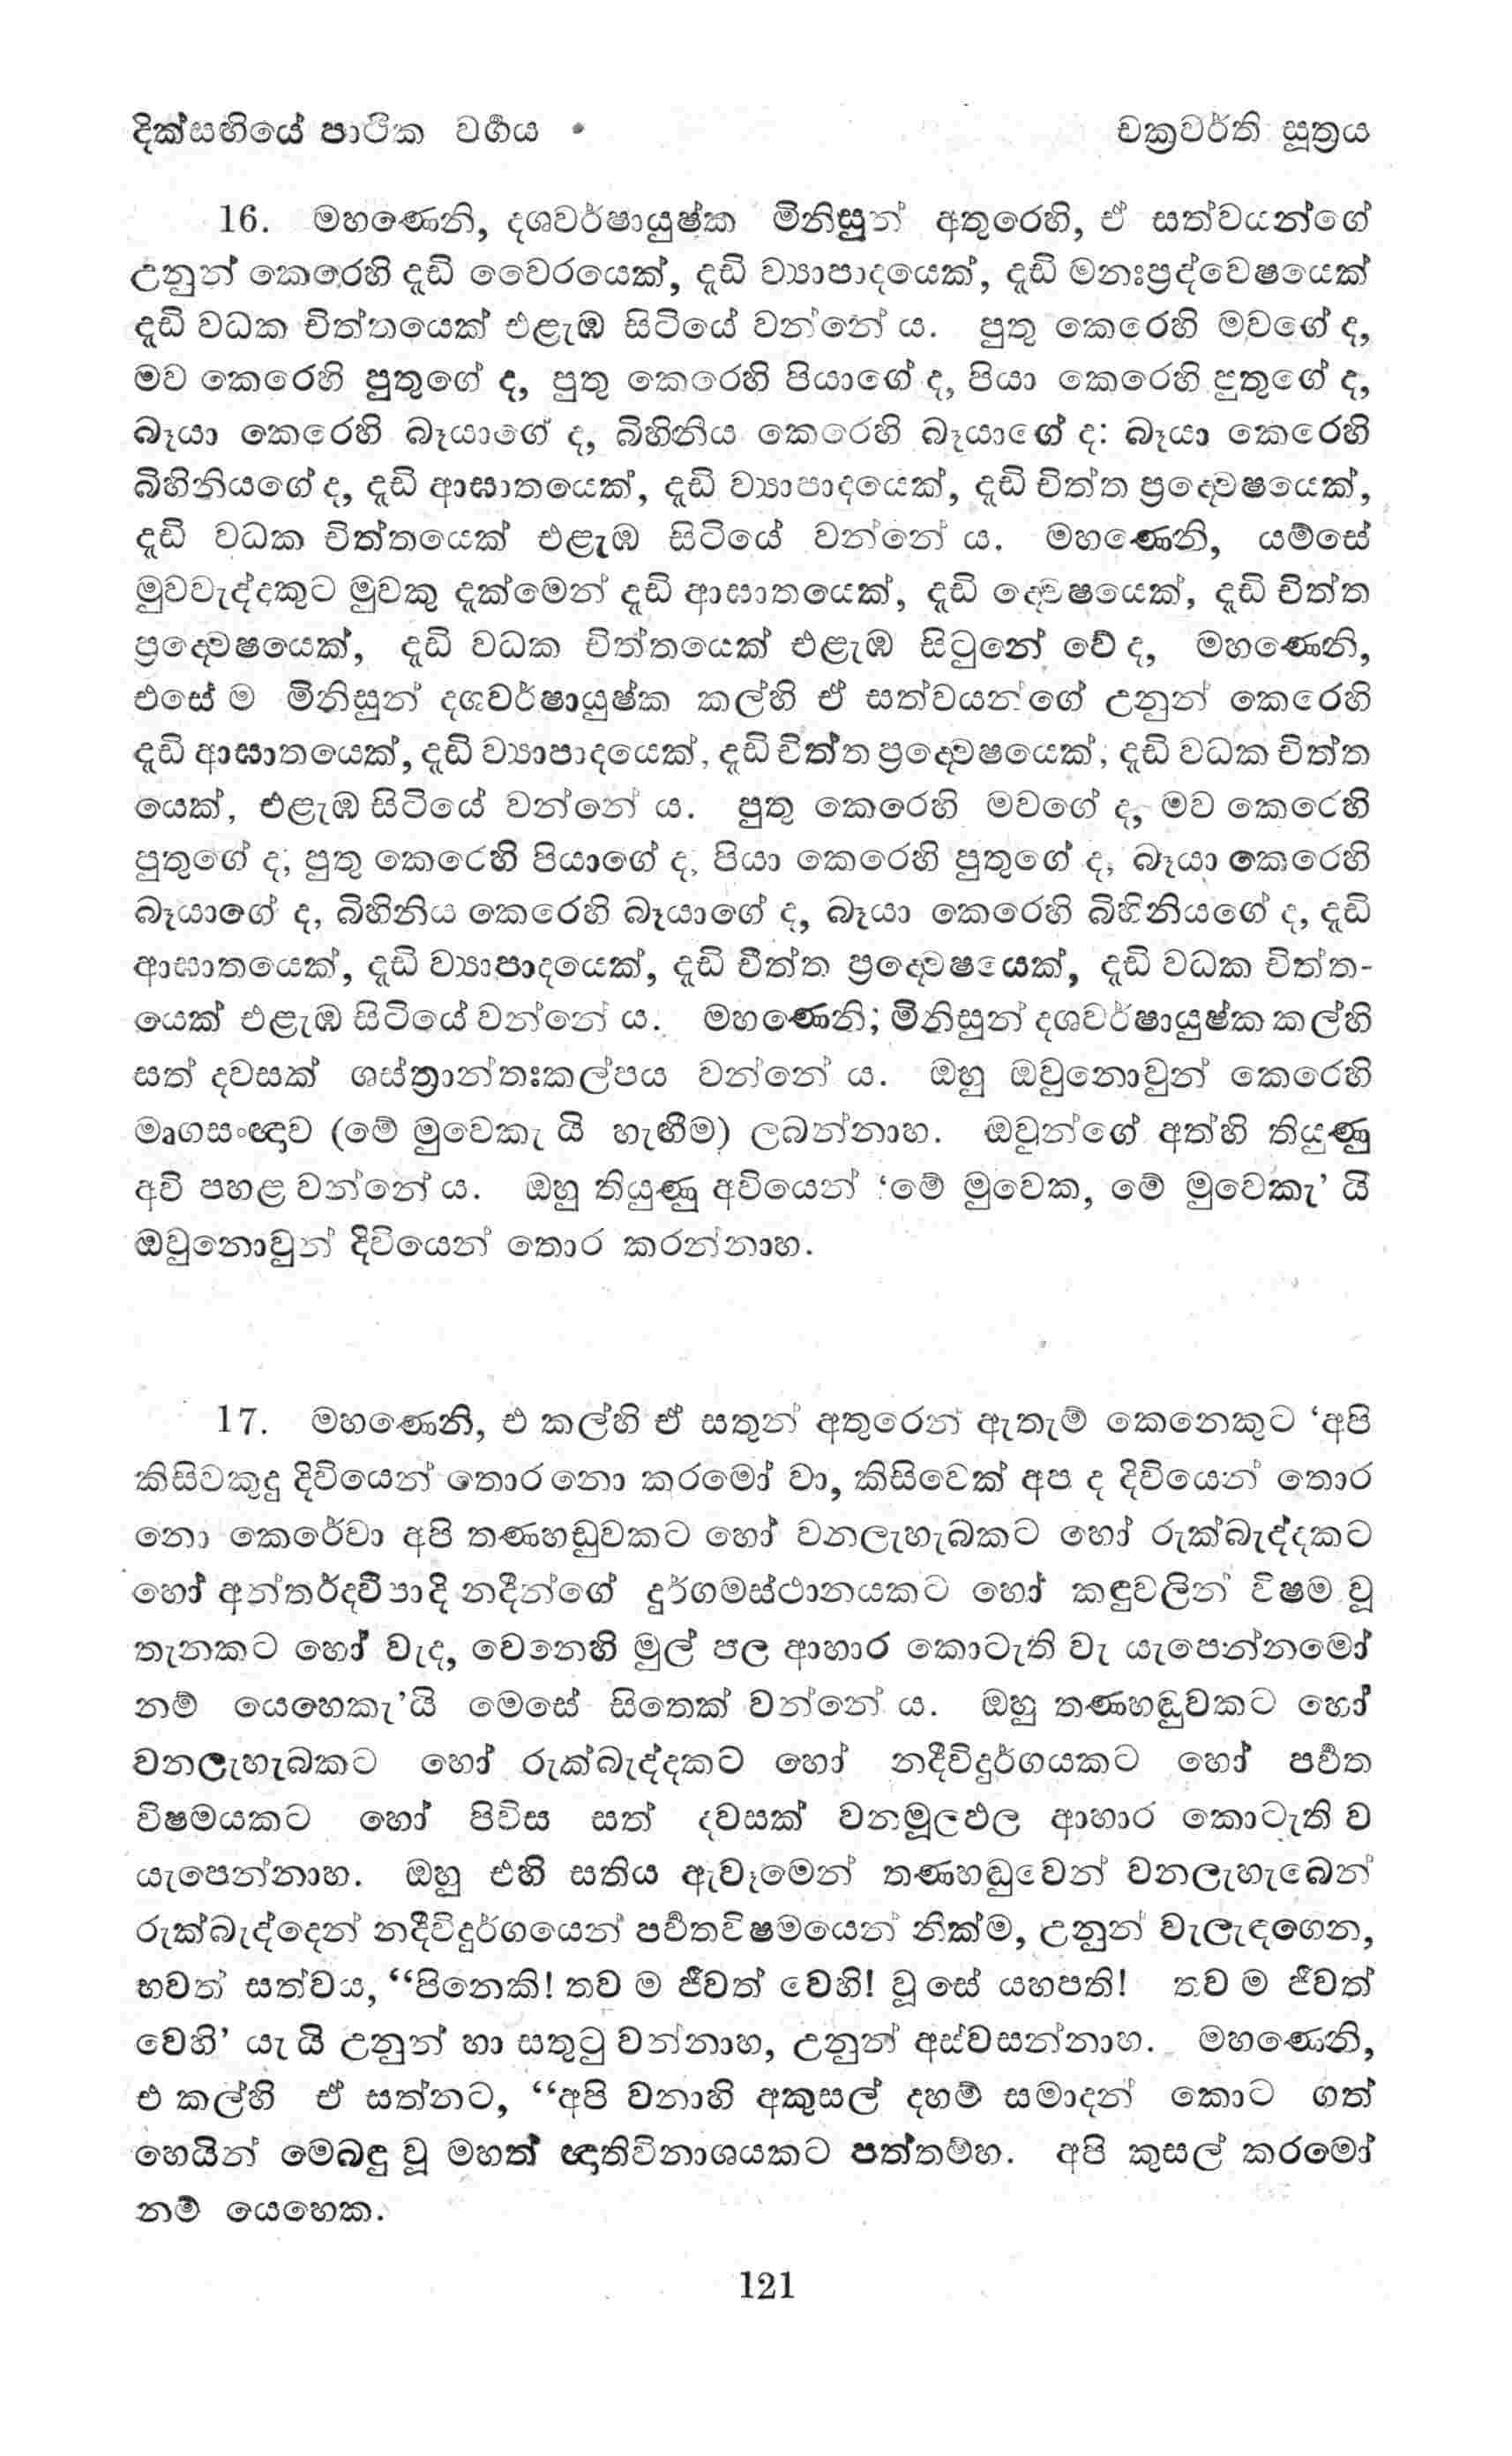 දික්සඟියේ පාථික වර්‍ගය
චක්‍රවර්ති සූත්‍රය
16. මහණෙනි, දශවර්ෂායුෂ්ක මිනිසුන් අතුරෙහි, ඒ සත්වයන්ගේ
උනුන් කෙරෙහි දැඩි වෛරයෙක්, දැඩි ව්‍යාපාදයෙක්, දැඩි මනඃප්‍රද්වේෂයෙක්
දැඩි වධක චිත්තයෙක් එළැඹ සිටියේ වන්නේ ය. පුතු කෙරෙහි මවගේ ද,
මව කෙරෙහි පුතුගේ ද, පුතු කෙරෙහි පියාගේ ද, පියා කෙරෙහි පුතුගේ ද,
බෑයා කෙරෙහි බෑයාගේ ද, බිහිනිය කෙරෙහි බෑයාගේ ද: බෑයා කෙරෙහි
බිහිනියගේ ද, දැඩි ආඝාතයෙක්, දැඩි ව්‍යාපාදයෙක්, දැඩි චිත්ත ප්‍රද්‍වෙෂයෙක්,
දැඩි වධක චිත්තයෙක් එළැඹ සිටියේ වන්නේ ය. මහණෙනි, යම්සේ
මුවවැද්දකුට මුවකු දැක්මෙන් දැඩි ආඝාතයෙක්, දැඩි ද්‍වෙෂයෙක්, දැඩි චිත්ත
ප්‍රද්‍වෙෂයෙක්, දැඩි වධක චිත්තයෙක් එළැඹ සිටුනේ වේ ද, මහණෙනි,
එසේ ම මිනිසුන් දශවර්ෂායුෂ්ක කල්හි ඒ සත්වයන්ගේ උනුන් කෙරෙහි
දැඩි ආඝාතයෙක්, දැඩි ව්‍යාපාදයෙක්, දැඩි චිත්ත ප්‍රද්‍වෙෂයෙක්, දැඩි වධක චිත්ත
යෙක්, එළැඹ සිටියේ වන්නේ ය. පුතු කෙරෙහි මවගේ ද, මව කෙරෙහි
පුතුගේ ද, පුතු කෙරෙහි පියාගේ ද, පියා කෙරෙහි පුතුගේ ද, බෑයා කෙරෙහි
බෑයාගේ ද, බිහිනිය කෙරෙහි බෑයාගේ ද, බෑයා කෙරෙහි බිහිනියගේ ද, දැඩි
ආඝාතයෙක්, දැඩි ව්‍යාපාදයෙක්, දැඩි චිත්ත ප්‍රද්‍වෙෂයෙක්, දැඩි වධක චිත්ත-
යෙක් එළැඹ සිටියේ වන්නේ ය. මහණෙනි; මිනිසුන් දශවර්ෂායුෂ්ක කල්හි
සත් දවසක් ශස්ත්‍රාන්තඃකල්පය වන්නේ ය. ඔහු ඔවුනොවුන් කෙරෙහි
මෘගසංඥාව (මේ මුවෙකැ යි හැඟීම) ලබන්නාහ. ඔවුන්ගේ අත්හි තියුණු
අවි පහළ වන්නේ ය. ඔහු තියුණු අවියෙන් ‘මේ මුවෙක, මේ මුවෙකැ’ යි
ඔවුනොවුන් දිවියෙන් තොර කරන්නාහ.
17. මහණෙනි, එ කල්හි ඒ සතුන් අතුරෙන් ඇතැම් කෙනෙකුට ‘අපි
කිසිවකුදු දිවියෙන් තොර නො කරමෝ වා, කිසිවෙක් අප ද දිවියෙන් තොර
නො කෙරේවා අපි තණහඩුවකට හෝ වනලැහැබකට හෝ රුක්බැද්දකට
හෝ අන්තර්ද්‍වීපාදි නදීන්ගේ දුර්ගමස්ථානයකට හෝ කඳුවලින් විෂම වූ
තැනකට හෝ වැද, වෙනෙහි මුල් පල ආහාර කොටැති වැ යැපෙන්නමෝ
නම් යෙහෙකැ’යි මෙසේ සිතෙක් වන්නේ ය. ඔහු තණහඬුවකට හෝ
වනලැහැබකට හෝ රුක්බැද්දකට හෝ නදීවිදුර්ගයකට හෝ පර්‍වත
විෂමයකට හෝ පිවිස සත් දවසක් වනමූලඵල ආහාර කොටැති ව
යැපෙන්නාහ. ඔහු එහි සතිය ඇවෑමෙන් තණහඬුවෙන් වනලැහැබෙන්
රුක්බැද්දෙන් නදීවිදුර්ගයෙන් පර්‍වතවිෂමයෙන් නික්ම, උනුන් වැලැඳගෙන,
භවත් සත්වය, “පිනෙකි! තව ම ජීවත් වෙහි! වූ සේ යහපති! තව ම ජීවත්
වෙහි’ යැ යි උනුන් හා සතුටු වන්නාහ, උනුන් අස්වසන්නාහ. මහණෙනි,
එ කල්හි ඒ සත්නට, “අපි වනාහි අකුසල් දහම් සමාදන් කොට ගත්
හෙයින් මෙබඳු වූ මහත් ඥාතිවිනාශයකට පත්තම්හ. අපි කුසල් කරමෝ
නම් යෙහෙක.
121